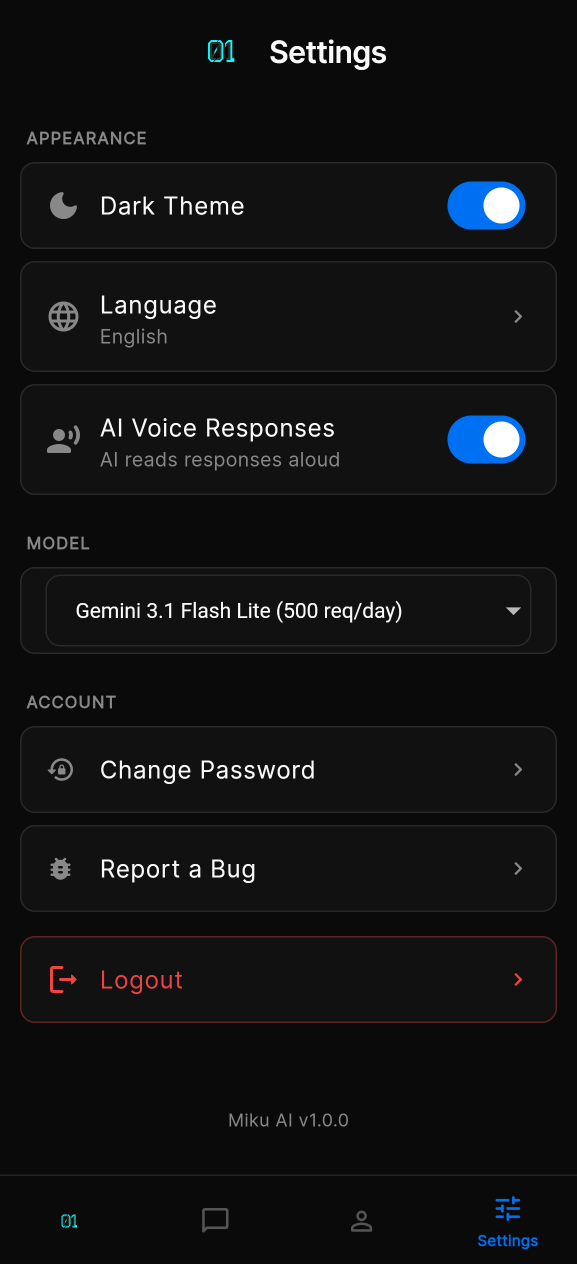 01 Settings
APPEARANCE
Dark Theme
Language
English
AI Voice Responses
AI reads responses aloud
MODEL
Gemini 3.1 Flash Lite (500 req/day)
ACCOUNT
Change Password
Report a Bug
Logout
Miku AI v1.0.0
01
Settings